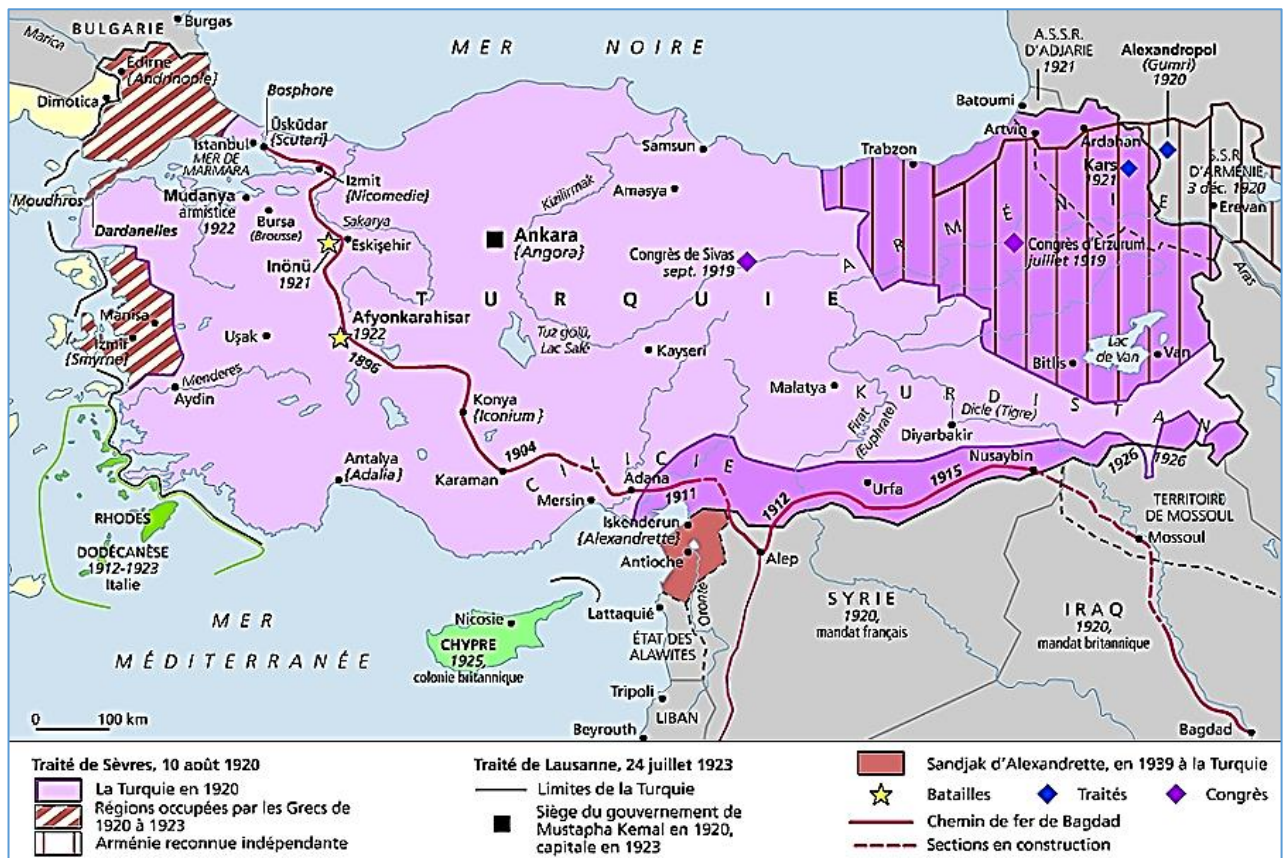 BULGARIE
Burgas
Marica
Edirne
{Andrinople}
Dimotica
MER NOIRE
A.S.S.R.
D'ADJARIE
1921
Alexandropol
(Gumri)
1920
Bosphore
Üsküdar
{Scutari}
Istanbul
MER DE
MARMARA
Izmit
{Nicomedie}
Moudhros
Dardanelles
Mudanya
armistice
1922
Bursa
(Brousse)
Sakarya
Eskişehir
Inönü
1921
Samsun
Amasya
Kizilirmak
Ankara
{Angora}
Congrès de Sivas
sept. 1919
Trabzon
Batoumi
Artvin
Ardahan
Kars
1921
S.S.R.
D'ARMÉNIE
3 déc. 1920
Erevan
Aras
Congrès d'Erzurum
juillet 1919
ARMÉNIE
TURQUIE
Manisa
Izmir
{Smyrne}
Uşak
Afyonkarahisar
1922
1896
Tuz gölü,
Lac Salé
Kayseri
Malatya
Bitlis
Lac
de Van
Van
Menderes
Aydin
Konya
{Iconium}
KURDISTAN
Firat
(Euphrate)
Dicle (Tigre)
Diyarbakir
Antalya
{Adalia}
Karaman
1904
CILICIE
Adana
1911
Mersin
1912
Urfa
1915
Nusaybin
1926
1926
RHODES
DODÉCANÈSE
1912-1923
Italie
Iskenderun
{Alexandrette}
Antioche
Alep
TERRITOIRE
DE MOSSOUL
Mossoul
Oronte
Lattaquié
ÉTAT DES
ALAWITES
SYRIE
1920,
mandat français
IRAQ
1920,
mandat britannique
Nicosie
CHYPRE
1925,
colonie britannique
MER
MÉDITERRANÉE
Tripoli
LIBAN
Beyrouth
Bagdad
0 100 km
Traité de Sèvres, 10 août 1920
La Turquie en 1920
Régions occupées par les Grecs de
1920 à 1923
Arménie reconnue indépendante
Traité de Lausanne, 24 juillet 1923
Limites de la Turquie
Siège du gouvernement de
Mustapha Kemal en 1920,
capitale en 1923
Sandjak d'Alexandrette, en 1939 à la Turquie
Batailles
Traités
Congrès
Chemin de fer de Bagdad
Sections en construction